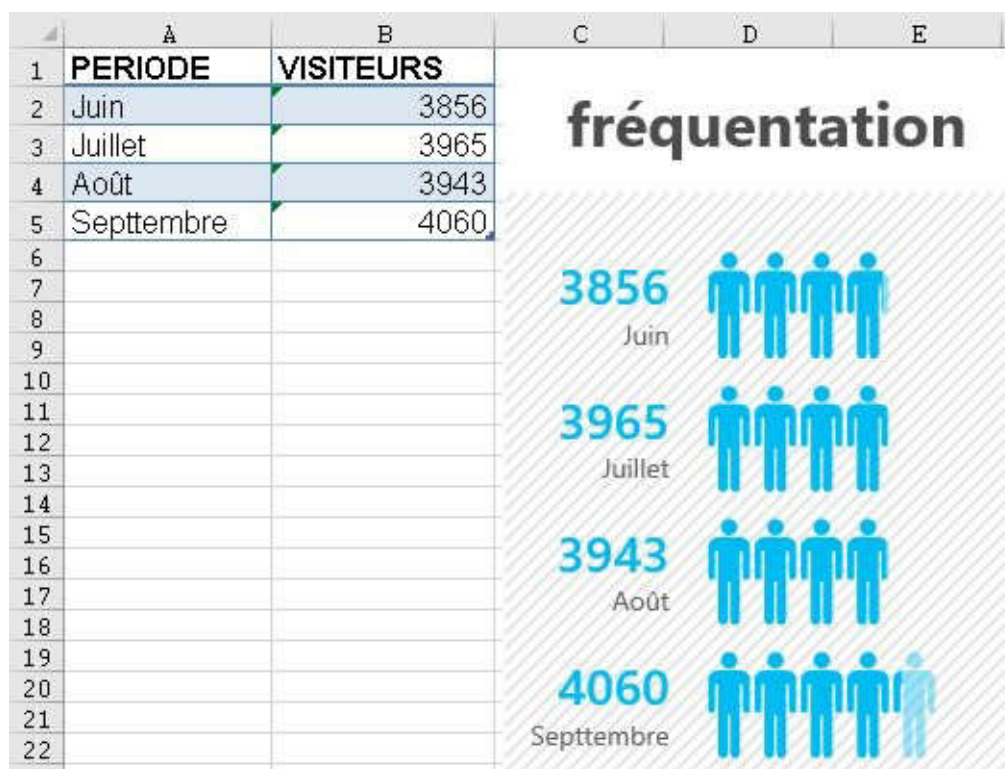 A B C D E
1 PERIODE VISITEURS
2 Juin 3856
3 Juillet 3965
4 Août 3943
5 Septtembre 4060
6
7
8
9
10
11
12
13
14
15
16
17
18
19
20
21
22
fréquentation
3856
Juin
3965
Juillet
3943
Août
4060
Septtembre